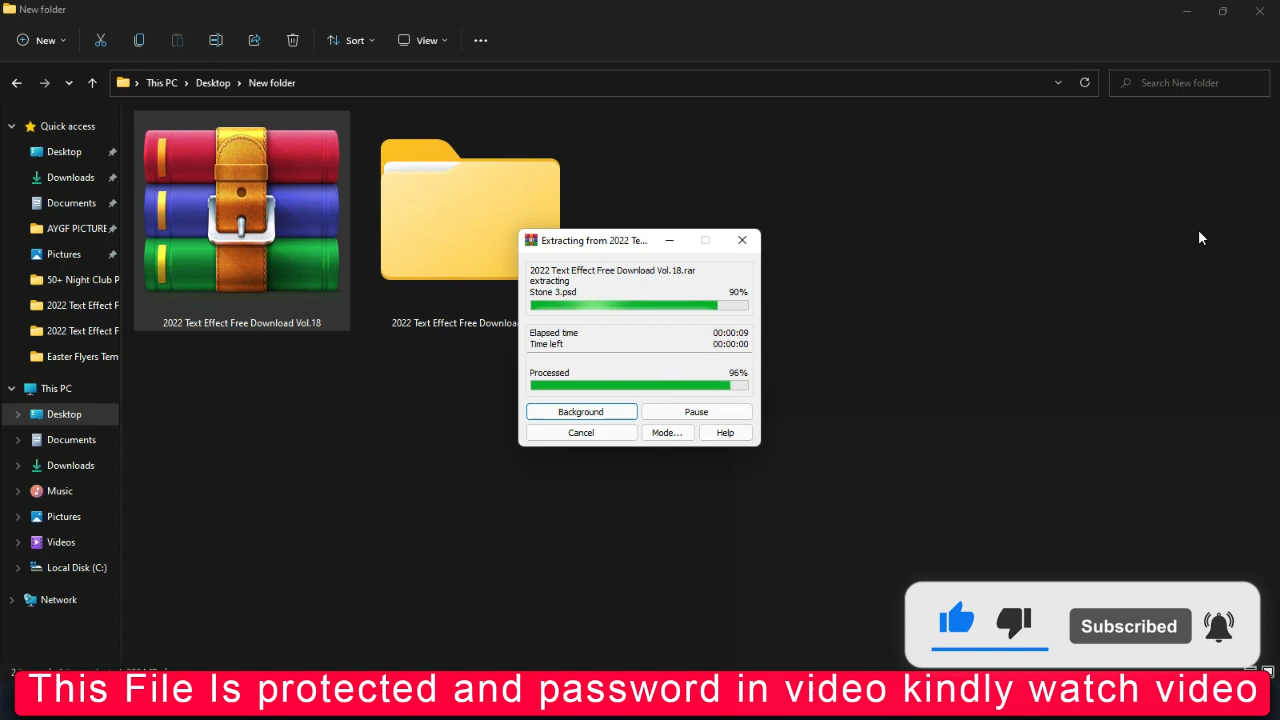 New folder
New
Sort
View
This PC
Desktop
New folder
Search New folder
Quick access
Desktop
Downloads
Documents
AYGF PICTURE
Pictures
50+ Night Club P
2022 Text Effect F
2022 Text Effect F
Easter Flyers Tem
This PC
Desktop
Documents
Downloads
Music
Pictures
Videos
Local Disk (C:)
Network
2022 Text Effect Free Download Vol.18
2022 Text Effect Free Downloa
Extracting from 2022 Te...
2022 Text Effect Free Download Vol.18.rar
extracting
Stone 3.psd 90%
Elapsed time 00:00:09
Time left 00:00:00
Processed 96%
Background Pause
Cancel Mode... Help
Subscribed
This File Is protected and password in video kindly watch video